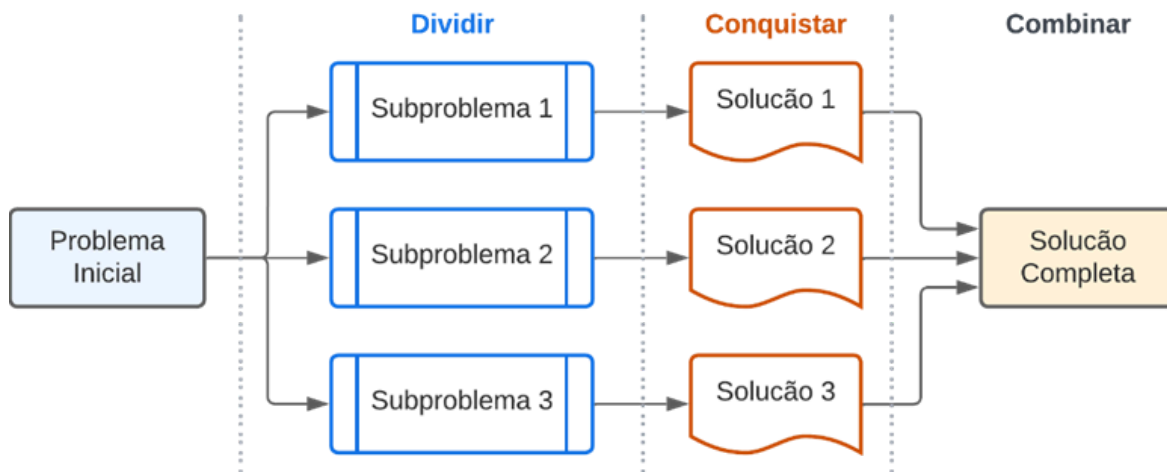 Dividir
Conquistar
Combinar
Subproblema 1
Solucão 1
Problema
Inicial
Subproblema 2
Solucão 2
Solucão
Completa
Subproblema 3
Solucão 3